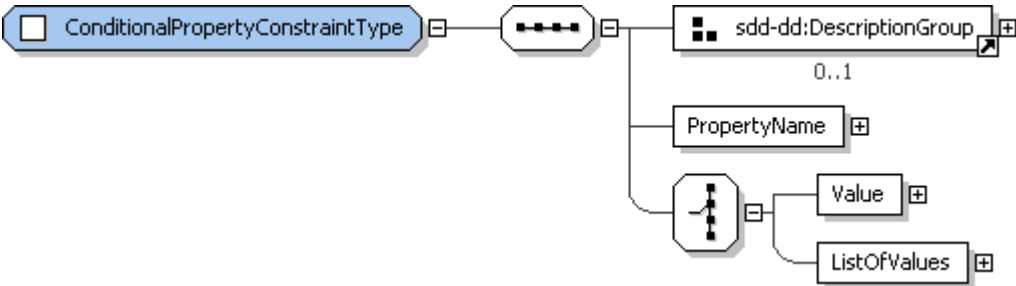 ConditionalPropertyConstraintType
sdd-dd:DescriptionGroup
0..1
PropertyName
Value
ListOfValues